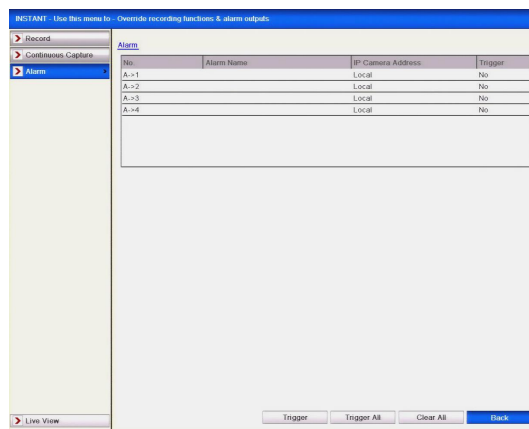 INSTANT - Use this menu to - Override recording functions & alarm outputs
Record
Continuous Capture
Alarm
Alarm
No. Alarm Name IP Camera Address Trigger
A->1 Local No
A->2 Local No
A->3 Local No
A->4 Local No
Live View
Trigger Trigger All Clear All Back